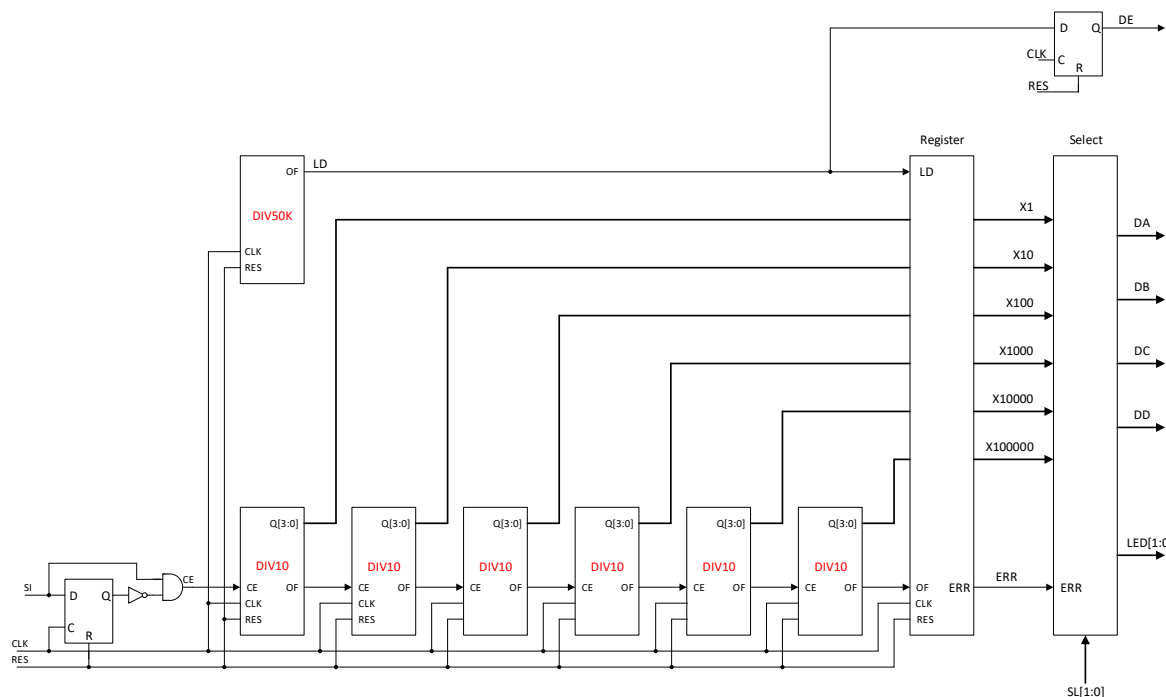 D Q DE
CLK C
R
RES
Register Select
OF LD LD
DIV50K
CLK
RES
X1
DA
X10
DB
X100
X1000
DC
X10000
DD
X100000
Q[3:0] Q[3:0] Q[3:0] Q[3:0] Q[3:0] Q[3:0]
LED[1:0
DIV10 DIV10 DIV10 DIV10 DIV10 DIV10
CE CE OF CE OF CE OF CE OF CE OF CE OF OF ERR ERR ERR
SI D Q CLK CLK CLK CLK CLK CLK CLK
C RES RES RES RES RES RES RES
R
CLK
RES
SL[1:0]